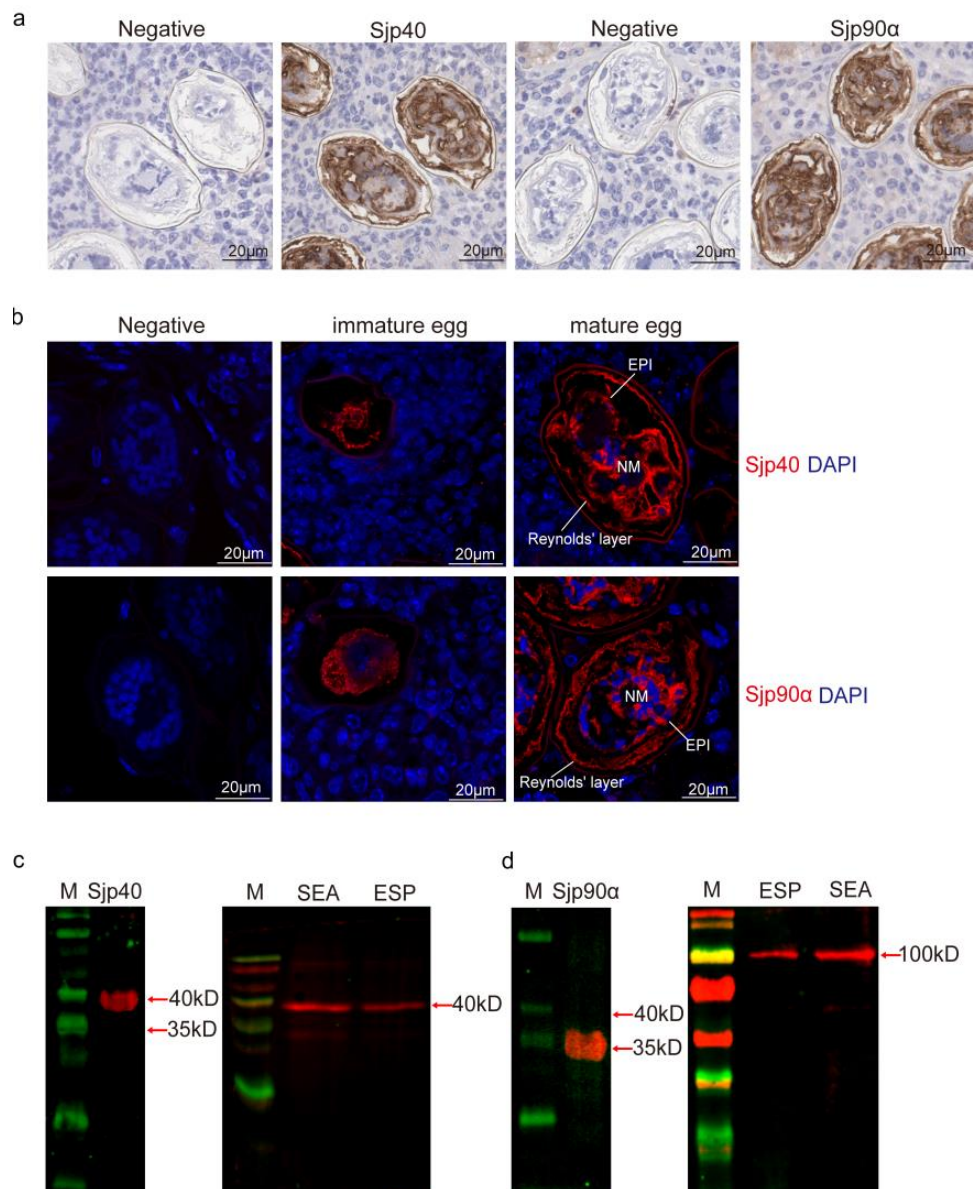 a
Negative Sjp40 Negative Sjp90α
20μm 20μm 20μm 20μm
b
Negative immature egg mature egg
EPI
NM
Reynolds' layer
20μm 20μm 20μm
Sjp40 DAPI
NM
EPI
Reynolds' layer
20μm 20μm 20μm
Sjp90α DAPI
c
M Sjp40
40kD
35kD
M SEA ESP
40kD
d
M Sjp90α
40kD
35kD
M ESP SEA
100kD